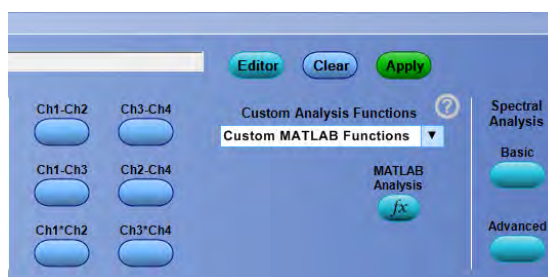 Editor Clear Apply
Ch1-Ch2 Ch3-Ch4 Custom Analysis Functions ? Spectral
Analysis
Custom MATLAB Functions ▼
Basic
Ch1-Ch3 Ch2-Ch4 MATLAB
Analysis
fx
Ch1*Ch2 Ch3*Ch4 Advanced